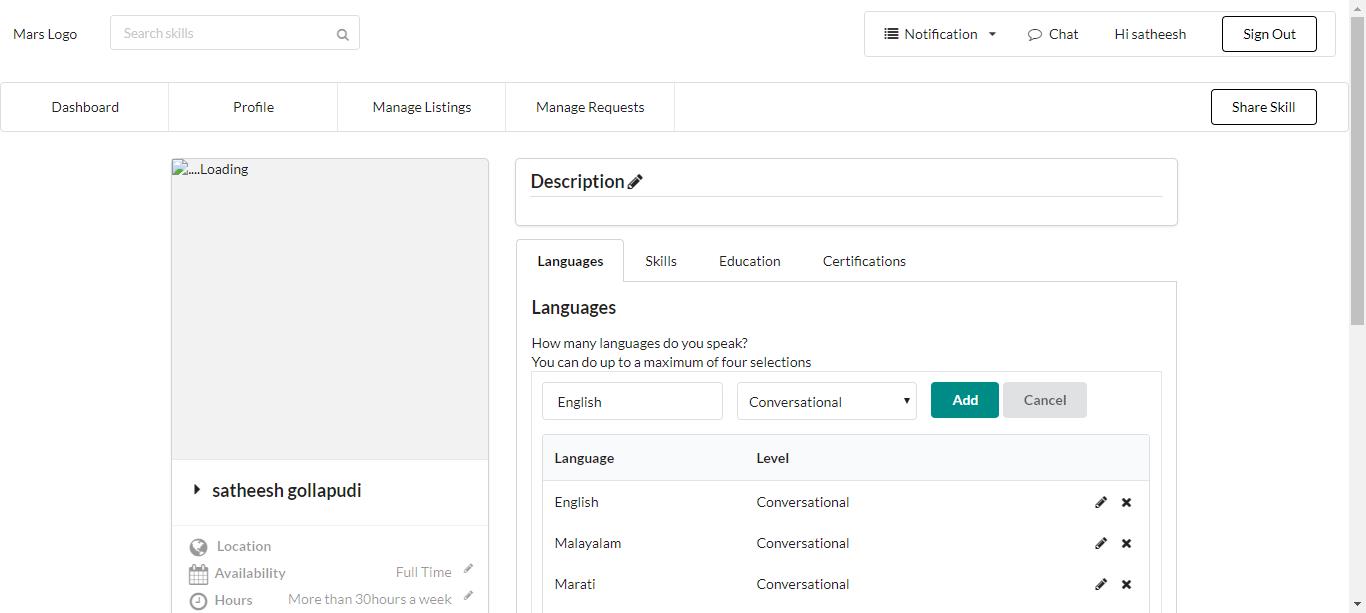 Mars Logo
Search skills
Notification
Chat
Hi satheesh
Sign Out
Dashboard
Profile
Manage Listings
Manage Requests
Share Skill
....Loading
satheesh gollapudi
Location
Availability
Full Time
Hours
More than 30hours a week
Description
Languages
Skills
Education
Certifications
Languages
How many languages do you speak?
You can do up to a maximum of four selections
English
Conversational
Add
Cancel
Language
Level
English
Conversational
Malayalam
Conversational
Marati
Conversational